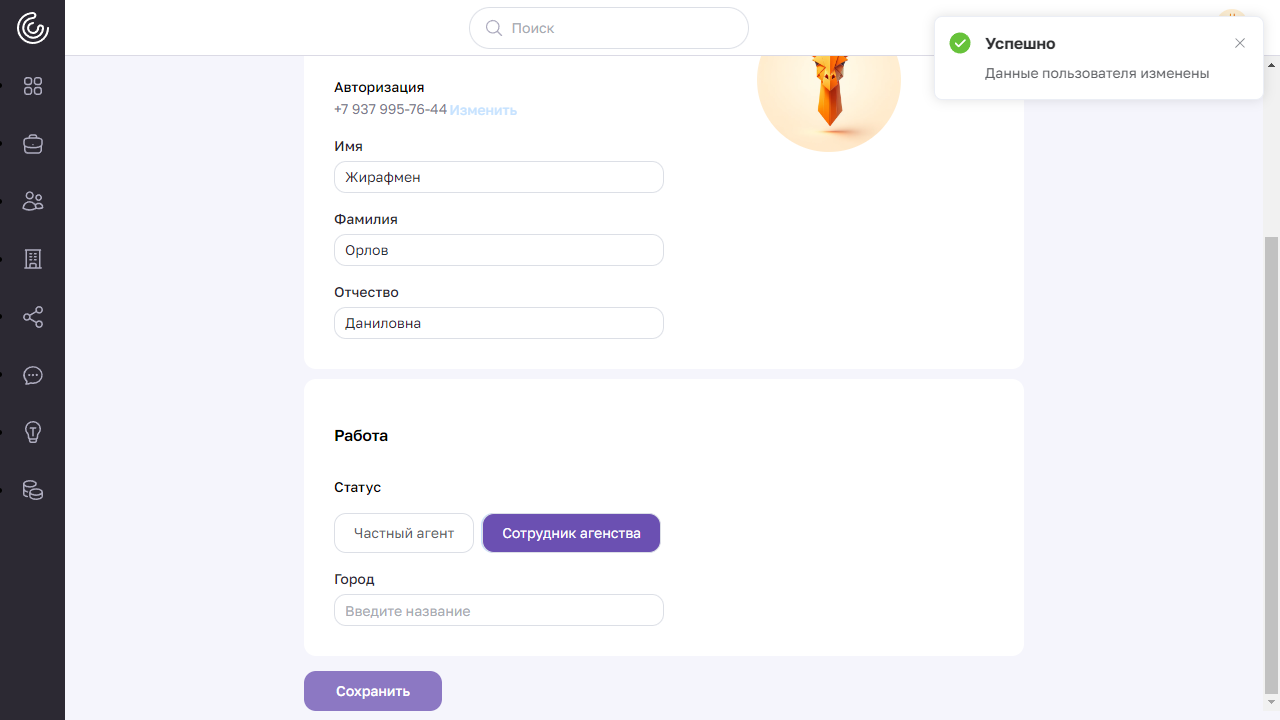 Поиск
Успешно
Данные пользователя изменены
Авторизация
+7 937 995-76-44 Изменить
Имя
Жирафмен
Фамилия
Орлов
Отчество
Даниловна
Работа
Статус
Частный агент
Сотрудник агенства
Город
Введите название
Сохранить